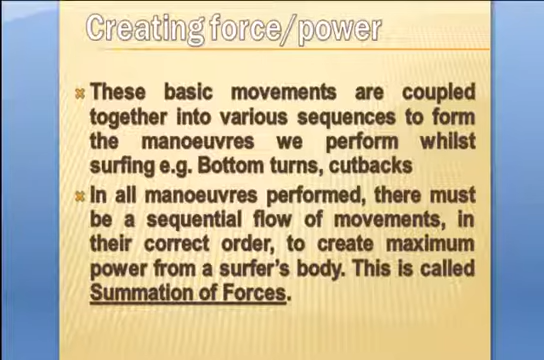 Creating force/power
These basic movements are coupled
together into various sequences to form
the manoeuvres we perform whilst
surfing e.g. Bottom turns, cutbacks
In all manoeuvres performed, there must
be a sequential flow of movements, in
their correct order, to create maximum
power from a surfer's body. This is called
Summation of Forces.